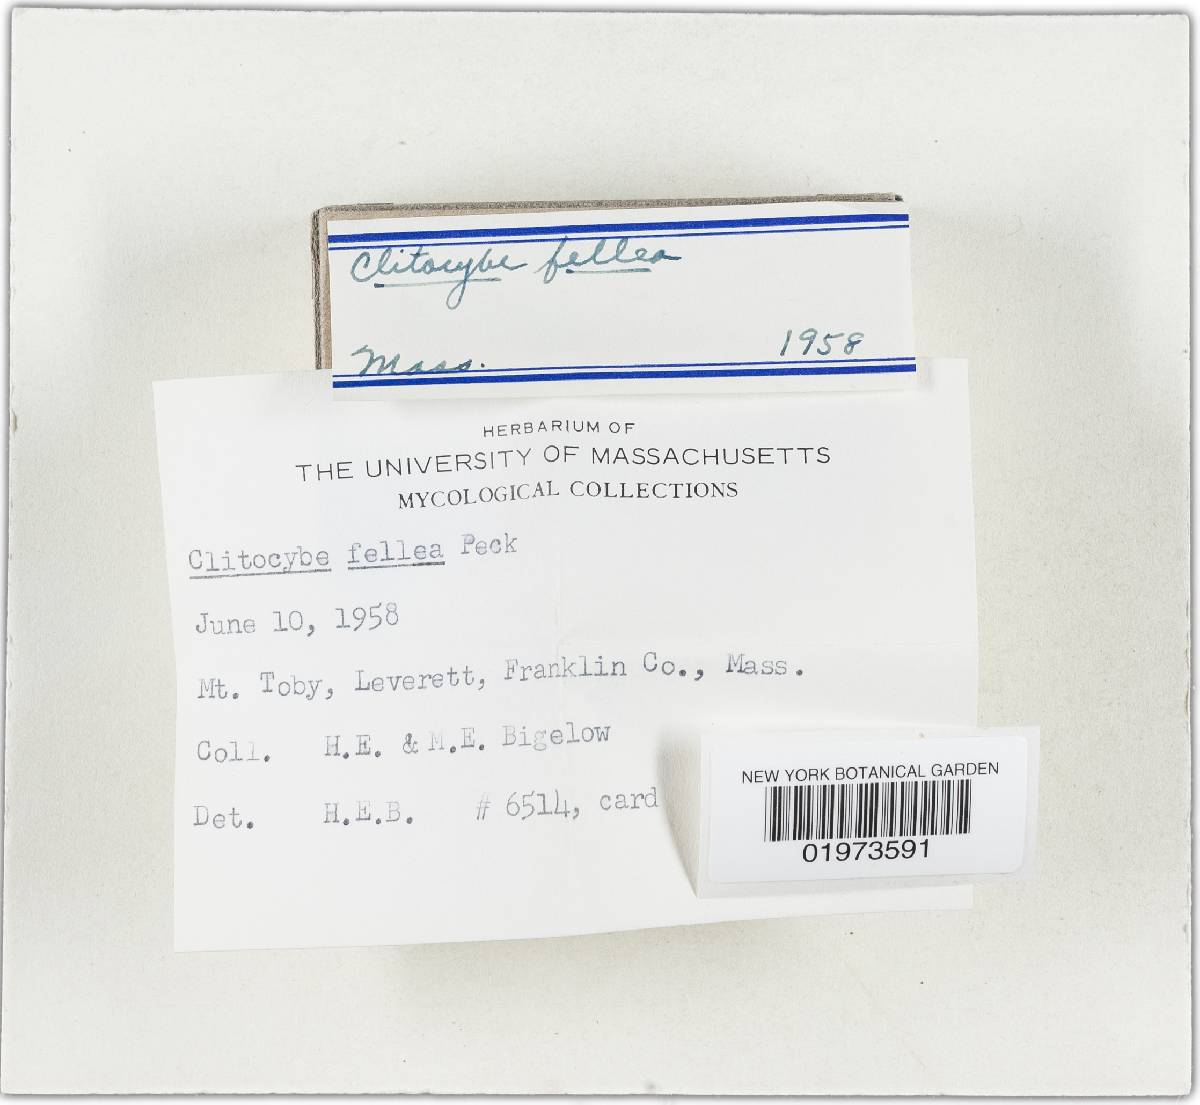 Clitocybe fellea
Mass. 1958
HERBARIUM OF
THE UNIVERSITY OF MASSACHUSETTS
MYCOLOGICAL COLLECTIONS
Clitocybe fellea Peck
June 10, 1958
Mt. Toby, Leverett, Franklin Co., Mass.
Coll. H.E. & M.E. Bigelow
Det. H.E.B. # 6514, card
NEW YORK BOTANICAL GARDEN
01973591